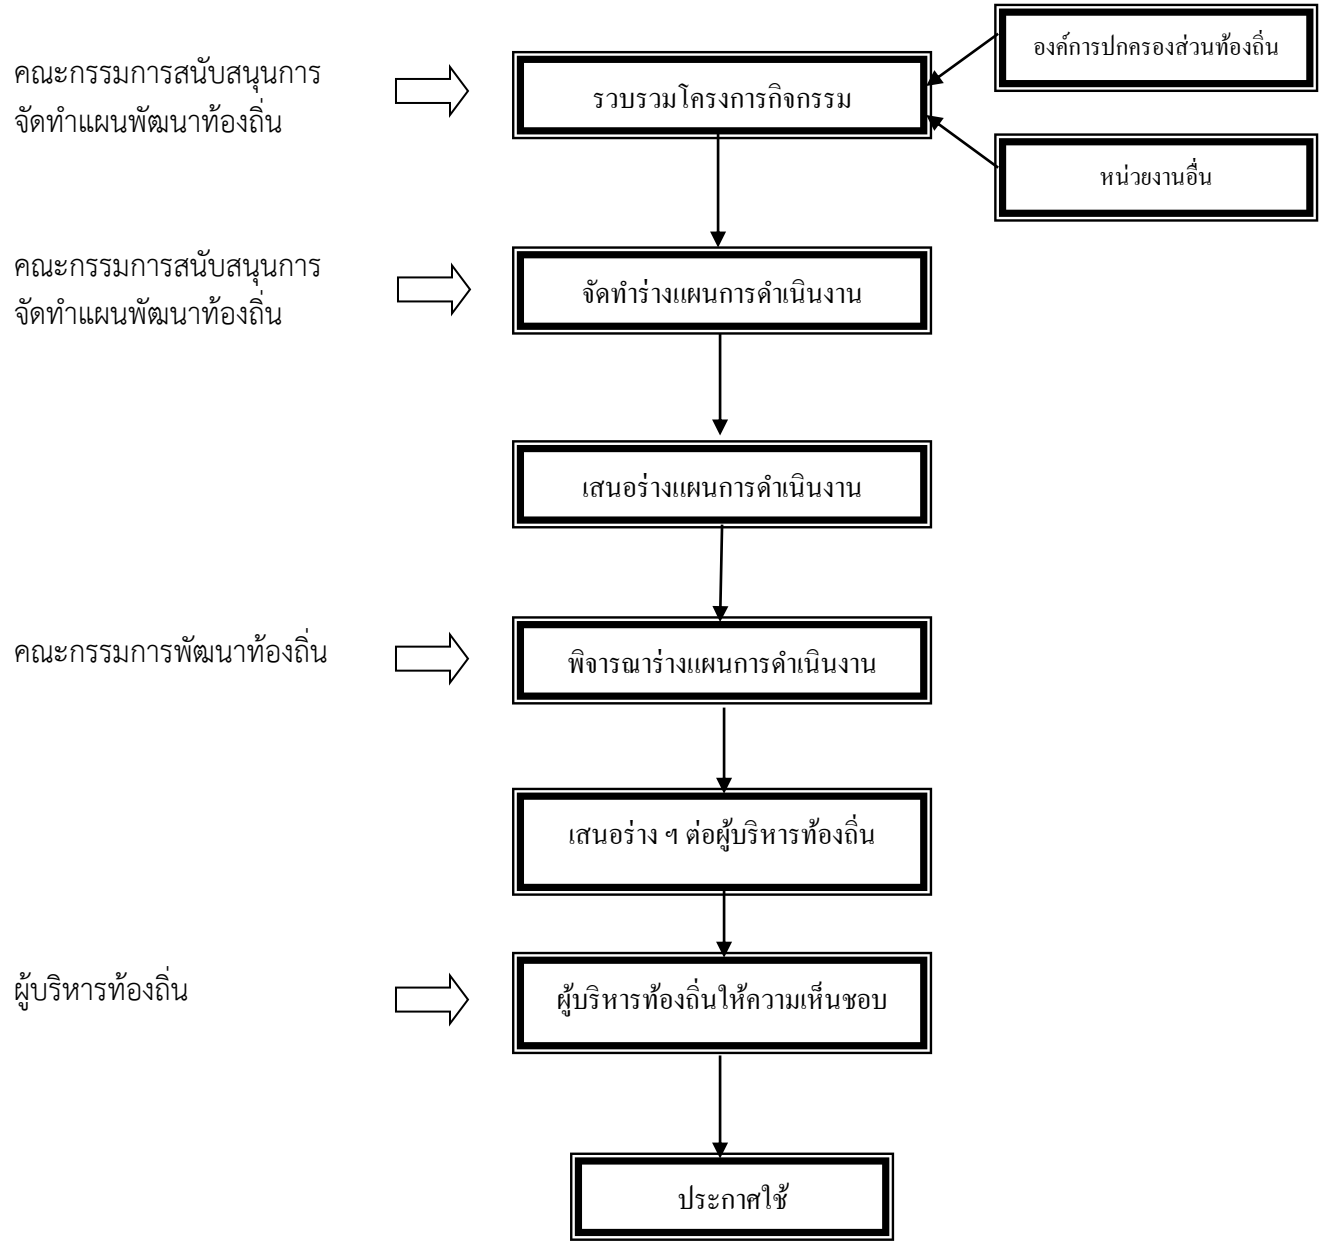 องค์การปกครองส่วนท้องถิ่น
คณะกรรมการสนับสนุนการ
จัดทำแผนพัฒนาท้องถิ่น
รวบรวมโครงการกิจกรรม
หน่วยงานอื่น
คณะกรรมการสนับสนุนการ
จัดทำแผนพัฒนาท้องถิ่น
จัดทำร่างแผนการดำเนินงาน
เสนอร่างแผนการดำเนินงาน
คณะกรรมการพัฒนาท้องถิ่น
พิจารณาร่างแผนการดำเนินงาน
เสนอร่าง ฯ ต่อผู้บริหารท้องถิ่น
ผู้บริหารท้องถิ่น
ผู้บริหารท้องถิ่นให้ความเห็นชอบ
ประกาศใช้